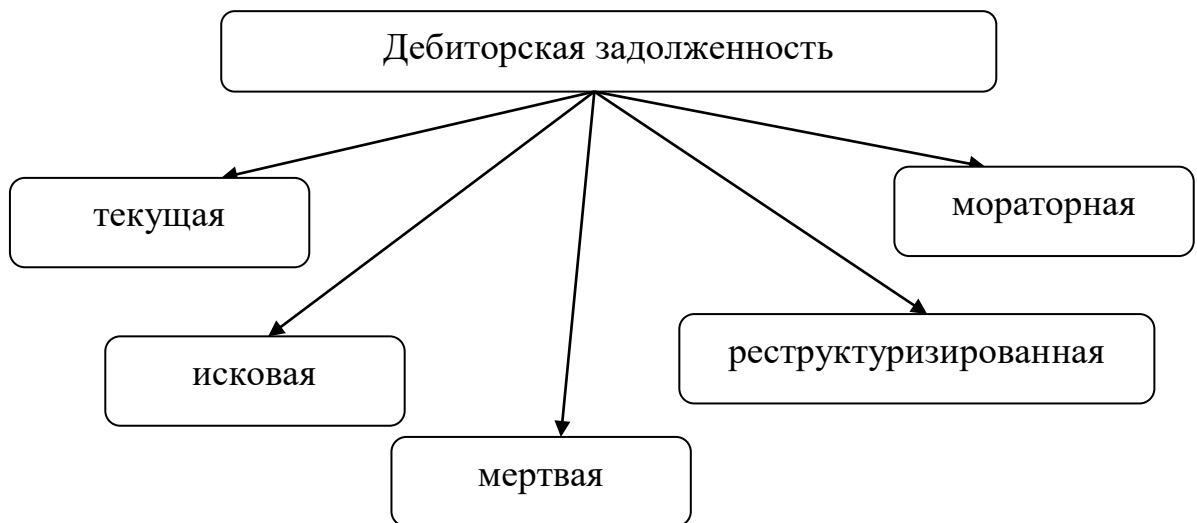 Дебиторская задолженность
текущая
мораторная
исковая
реструктуризированная
мертвая